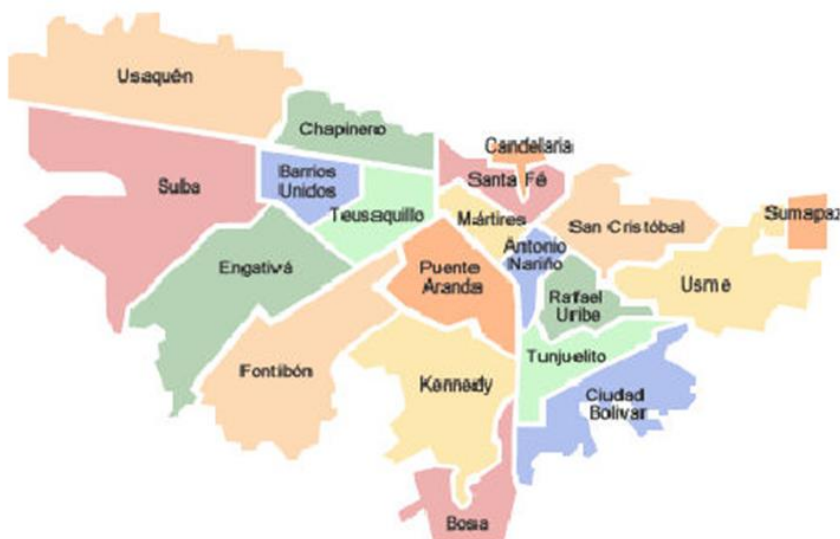 Usaquén
Chapinero
Candelaria
Barrios
Unidos
Suba
Santa Fé
Teusaquillo
Mártires
San Cristóbal
Sumapaz
Antonio
Nariño
Engativá
Puente
Aranda
Usme
Rafael
Uribe
Fontibón
Kennedy
Tunjuelito
Ciudad
Bolivar
Bosa